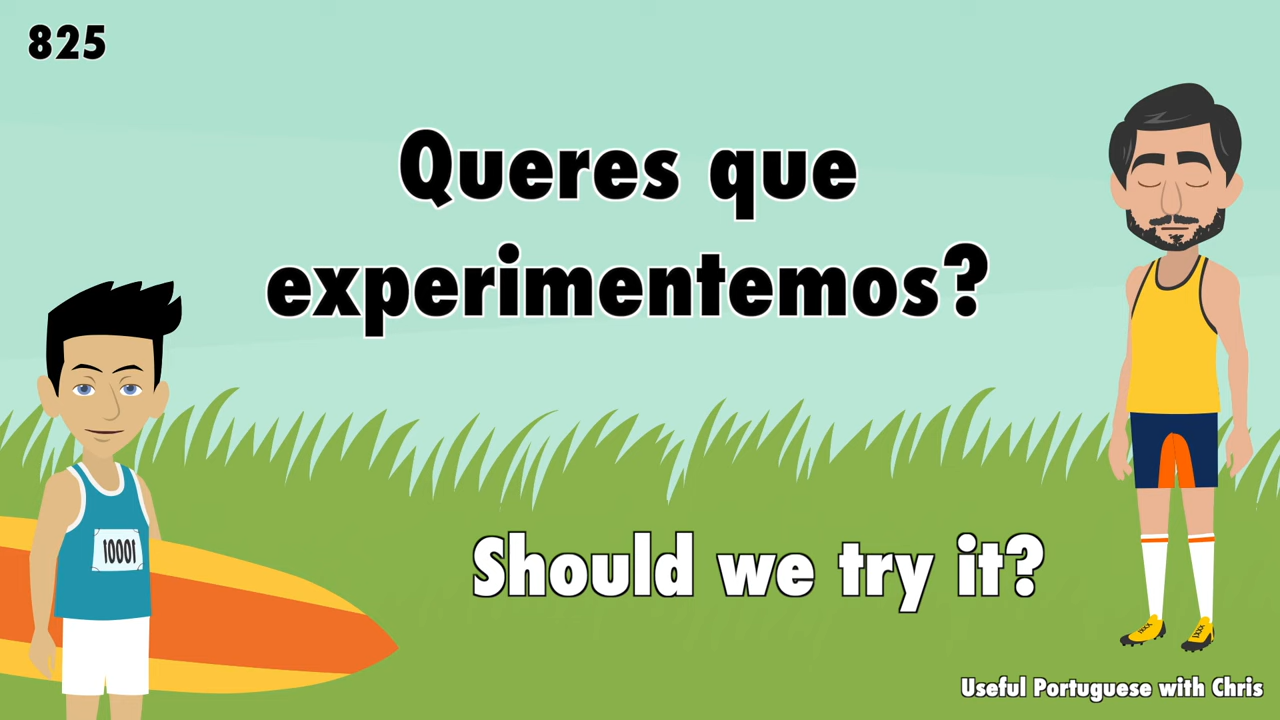 825
Queres que
experimentemos?
10001
Should we try it?
Useful Portuguese with Chris